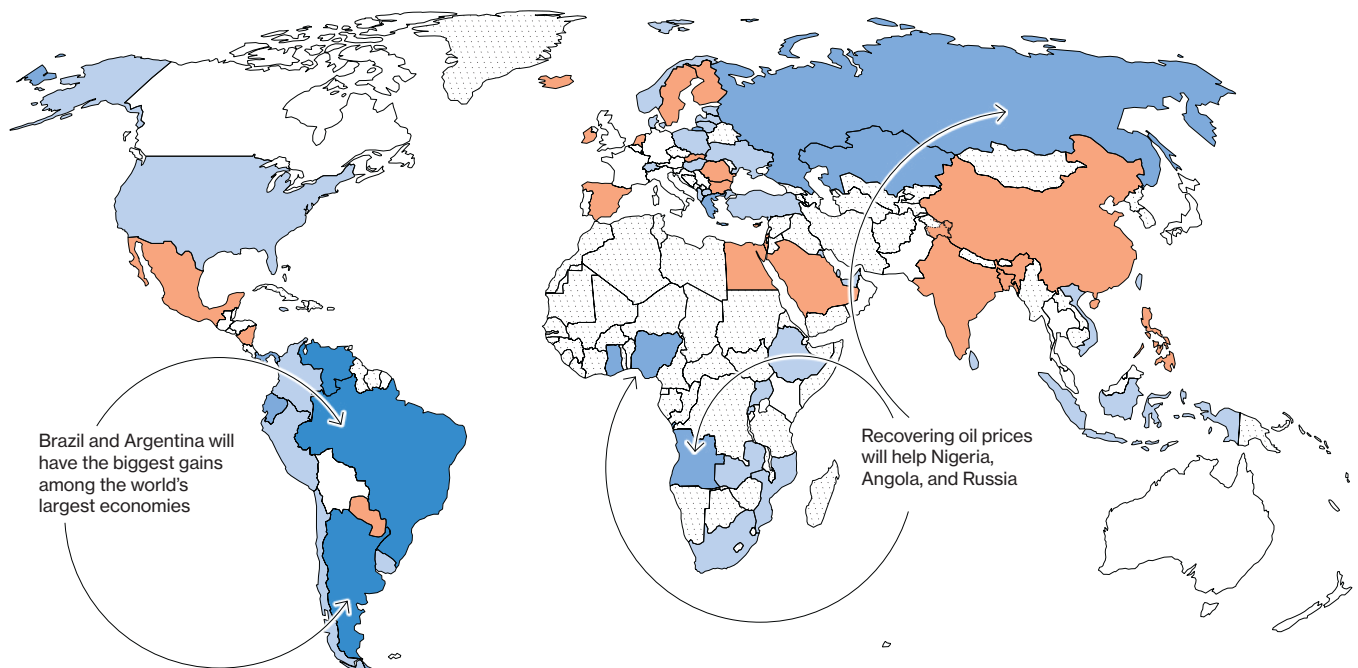 Brazil and Argentina will
have the biggest gains
among the world's
largest economies
Recovering oil prices
will help Nigeria,
Angola, and Russia